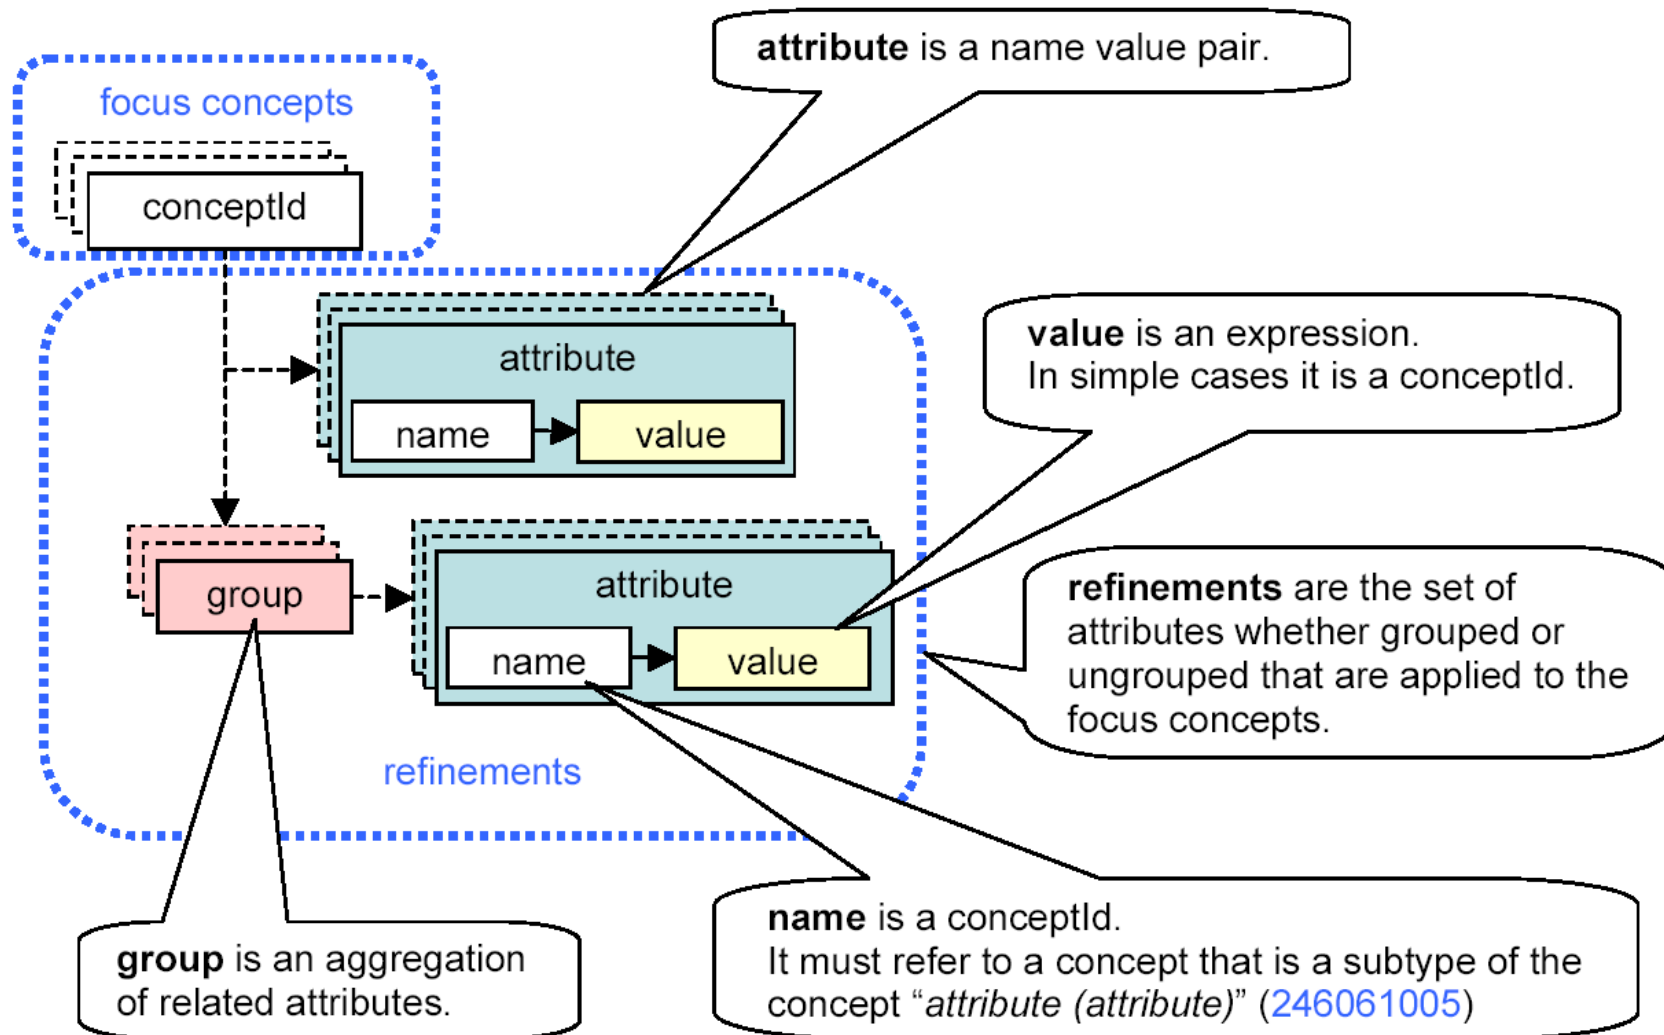 attribute is a name value pair.
focus concepts
conceptId
attribute
name
value
value is an expression.
In simple cases it is a conceptId.
group
attribute
name
value
refinements are the set of
attributes whether grouped or
ungrouped that are applied to the
focus concepts.
refinements
group is an aggregation
of related attributes.
name is a conceptId.
It must refer to a concept that is a subtype of the
concept “attribute (attribute)” (246061005)